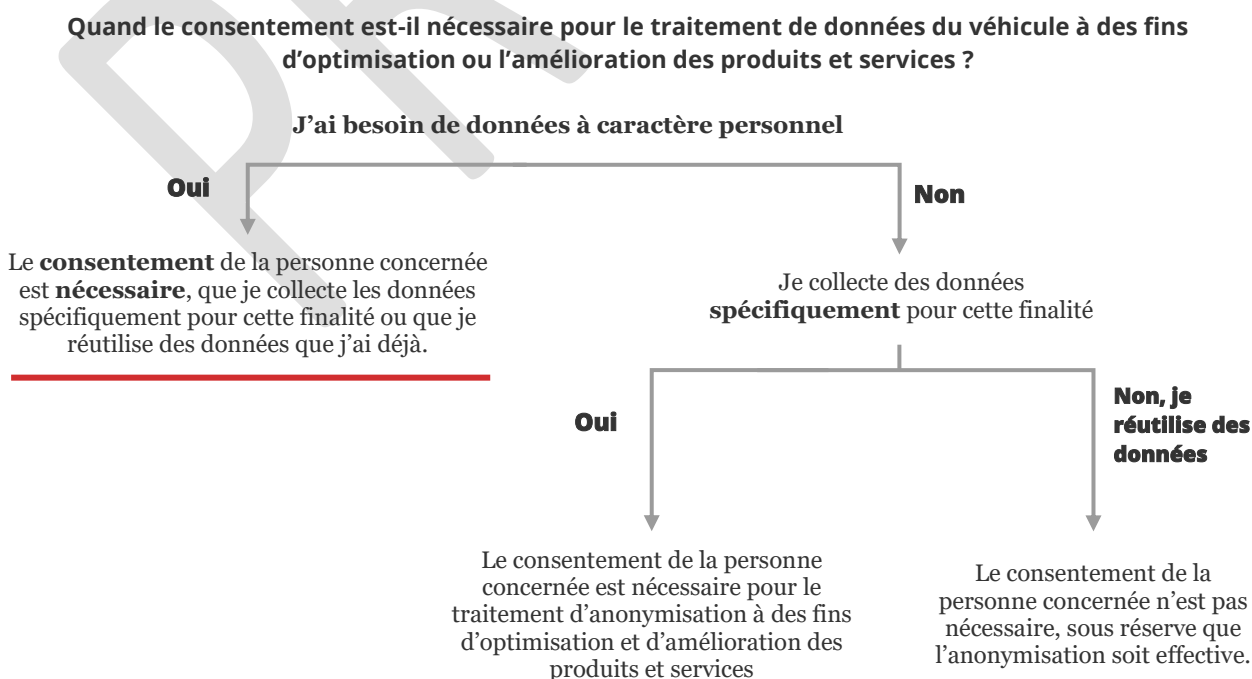 Quand le consentement est-il nécessaire pour le traitement de données du véhicule à des fins
d’optimisation ou l’amélioration des produits et services ?
J’ai besoin de données à caractère personnel
Oui
Non
Le consentement de la personne concernée
est nécessaire, que je collecte les données
spécifiquement pour cette finalité ou que je
réutilise des données que j’ai déjà.
Je collecte des données
spécifiquement pour cette finalité
Oui
Non, je
réutilise des
données
Le consentement de la personne
concernée est nécessaire pour le
traitement d’anonymisation à des fins
d’optimisation et d’amélioration des
produits et services
Le consentement de la
personne concernée n’est pas
nécessaire, sous réserve que
l’anonymisation soit effective.